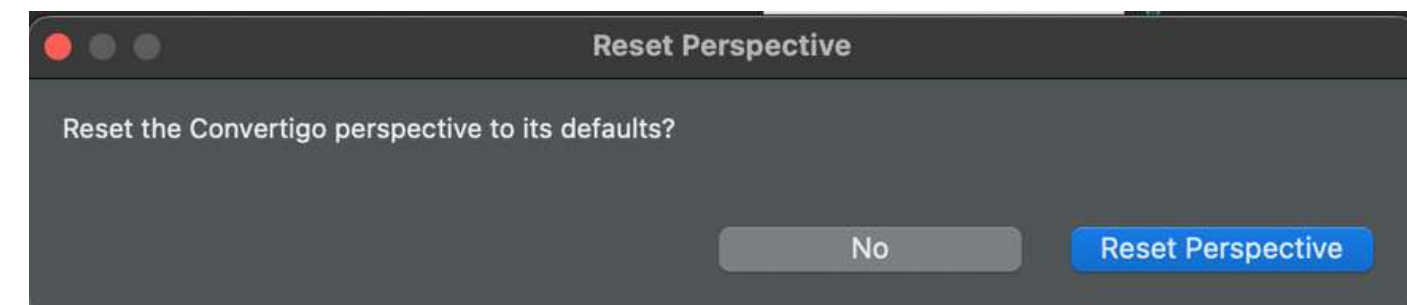 Reset Perspective
Reset the Convertigo perspective to its defaults?
No
Reset Perspective